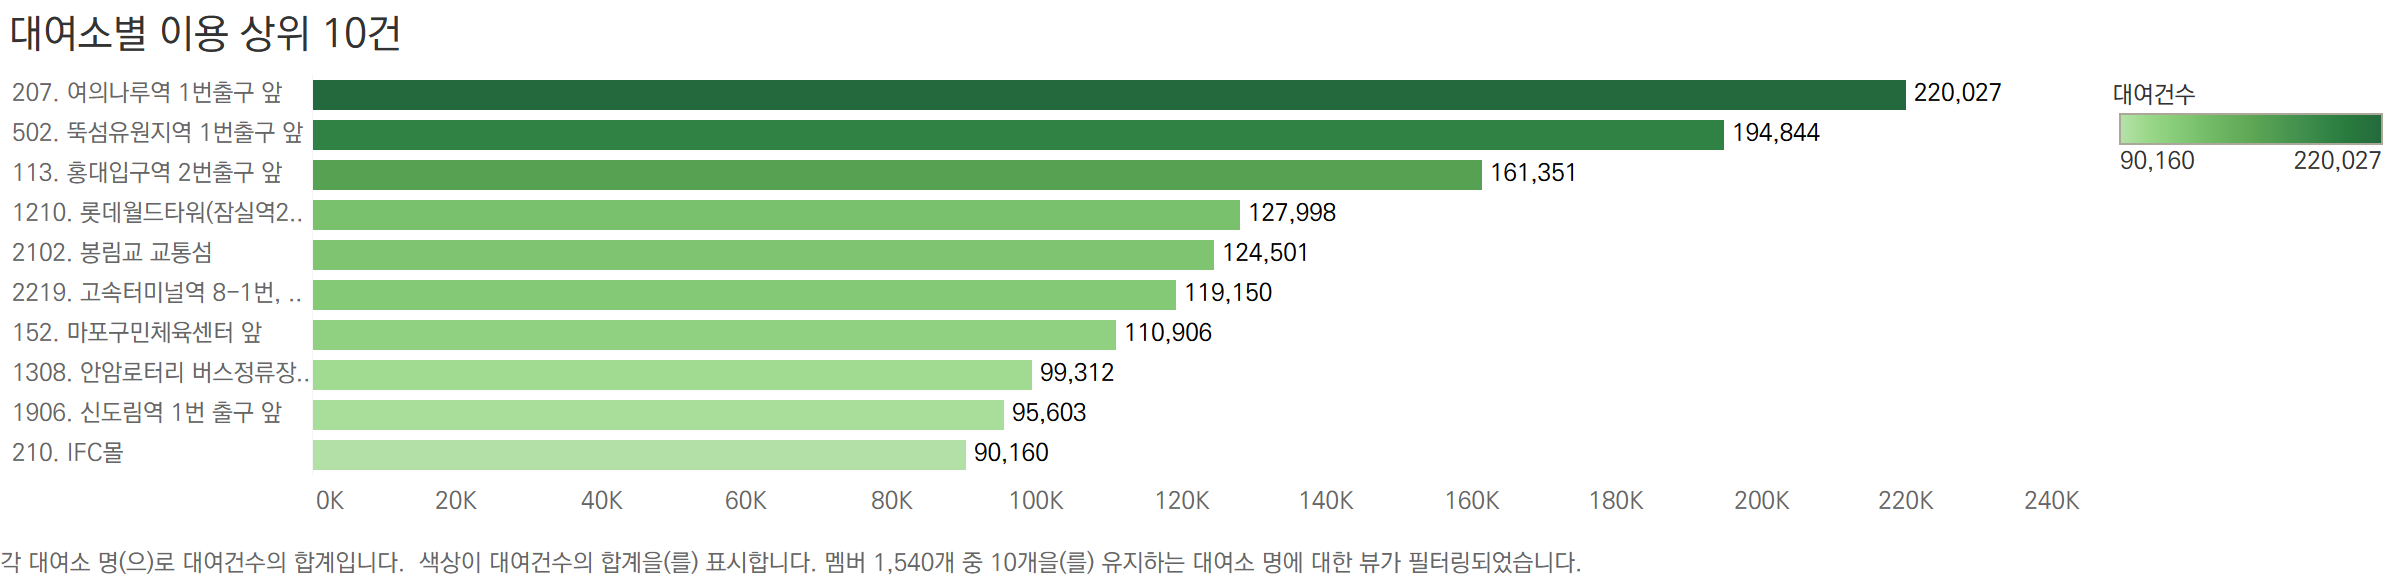 대여소별 이용 상위 10건
207. 여의나루역 1번출구 앞 220,027
502. 뚝섬유원지역 1번출구 앞 194,844
113. 홍대입구역 2번출구 앞 161,351
1210. 롯데월드타워(잠실역2.. 127,998
2102. 봉림교 교통섬 124,501
2219. 고속터미널역 8-1번, .. 119,150
152. 마포구민체육센터 앞 110,906
1308. 안암로터리 버스정류장.. 99,312
1906. 신도림역 1번 출구 앞 95,603
210. IFC몰 90,160
0K 20K 40K 60K 80K 100K 120K 140K 160K 180K 200K 220K 240K
대여건수
90,160 220,027
각 대여소 명(으)로 대여건수의 합계입니다.  색상이 대여건수의 합계을(를) 표시합니다. 멤버 1,540개 중 10개을(를) 유지하는 대여소 명에 대한 뷰가 필터링되었습니다.